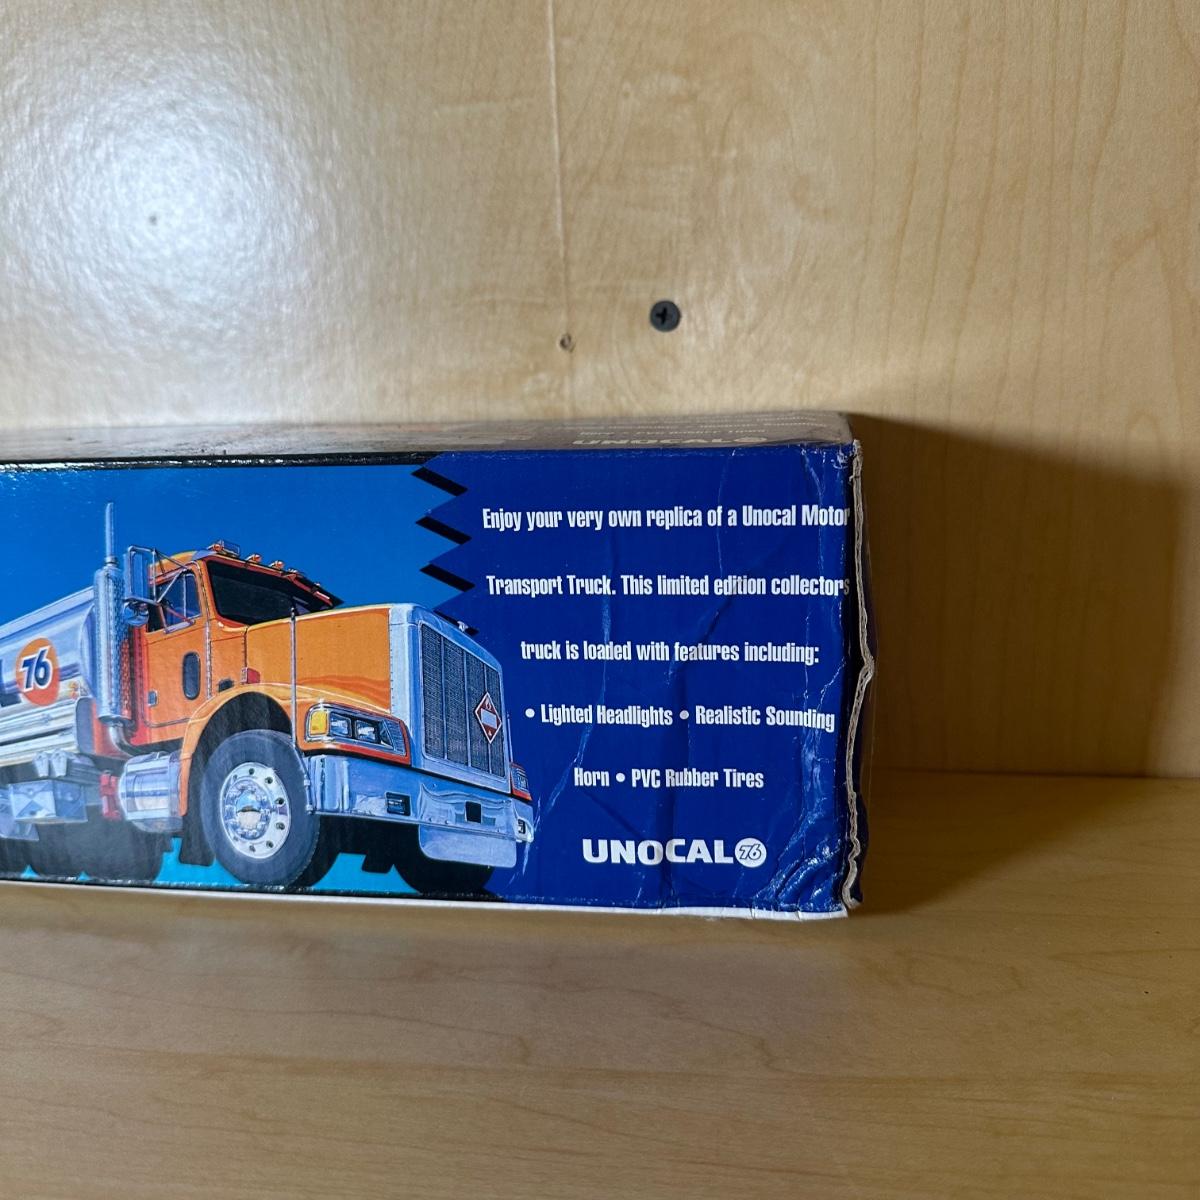 Enjoy your very own replica of a Unocal Motor
Transport Truck. This limited edition collectors
truck is loaded with features including:
• Lighted Headlights • Realistic Sounding
Horn • PVC Rubber Tires
UNOCAL 76
76
UNOCAL